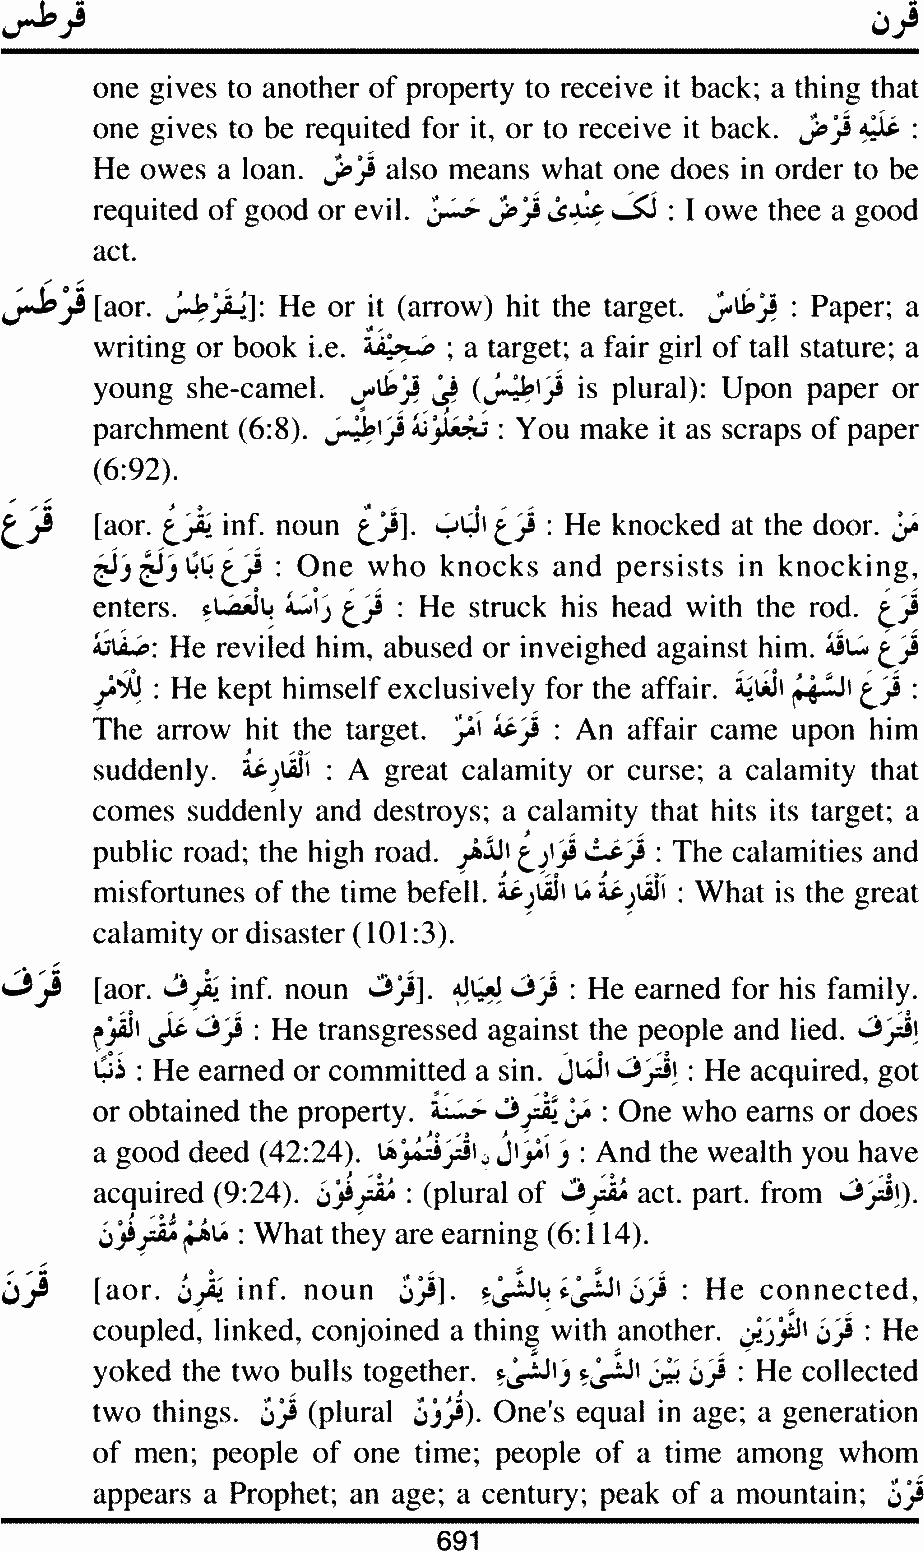 قرطس قرن
one gives to another of property to receive it back; a thing that
one gives to be requited for it, or to receive it back. عَلَيْهِ قَرْضٌ :
He owes a loan. قَرْضٌ also means what one does in order to be
requited of good or evil. لَکَ عِنْدِیْ قَرْضٌ حَسَنٌ : I owe thee a good
act.
قَرْطَسَ [aor. يُقَرْطِسُ]: He or it (arrow) hit the target. قِرْطَاسٌ : Paper; a
writing or book i.e. صَحِيْفَةٌ ; a target; a fair girl of tall stature; a
young she-camel. فِیْ قِرْطَاسٍ (قَرَاطِيْسُ is plural): Upon paper or
parchment (6:8). تَجْعَلُوْنَهُ قَرَاطِيْسَ : You make it as scraps of paper
(6:92).
قَرَعَ [aor. يَقْرَعُ inf. noun قَرْعٌ]. قَرَعَ الْبَابَ : He knocked at the door. مَنْ
قَرَعَ بَابًا وَلَجَّ وَلَجَ : One who knocks and persists in knocking,
enters. قَرَعَ رَأْسَهُ بِالْعَصَاءِ : He struck his head with the rod. قَرَعَ
صَفَاتَهُ: He reviled him, abused or inveighed against him. قَرَعَ سَاقَهُ
لِلْاَمْرِ : He kept himself exclusively for the affair. قَرَعَ السَّهْمُ الْغَايَةَ :
The arrow hit the target. قَرَعَهُ اَمْرٌ : An affair came upon him
suddenly. اَلْقَارِعَةُ : A great calamity or curse; a calamity that
comes suddenly and destroys; a calamity that hits its target; a
public road; the high road. قَرَعَتْ قَوَارِعُ الدَّهْرِ : The calamities and
misfortunes of the time befell. اَلْقَارِعَةُ مَا الْقَارِعَةُ : What is the great
calamity or disaster (101:3).
قَرَفَ [aor. يَقْرِفُ inf. noun قَرْفٌ]. قَرَفَ لِعِيَالِهِ : He earned for his family.
قَرَفَ عَلَى الْقَوْمِ : He transgressed against the people and lied. اِقْتَرَفَ
ذَنْبًا : He earned or committed a sin. اِقْتَرَفَ الْمَالَ : He acquired, got
or obtained the property. مَنْ يَّقْتَرِفْ حَسَنَةً : One who earns or does
a good deed (42:24). وَ اَمْوَالُ ۨ اقْتَرَفْتُمُوْهَا : And the wealth you have
acquired (9:24). مُقْتَرِفُوْنَ : (plural of مُقْتَرِفٌ act. part. from اِقْتَرَفَ).
مَاهُمْ مُّقْتَرِفُوْنَ : What they are earning (6:114).
قَرَنَ [aor. يَقْرِنُ inf. noun قَرْنٌ]. قَرَنَ الشَّیْءَ بِالشَّیْءِ : He connected,
coupled, linked, conjoined a thing with another. قَرَنَ الثَّوْرَيْنِ : He
yoked the two bulls together. قَرَنَ بَيْنَ الشَّیْءِ وَالشَّیْءِ : He collected
two things. قَرْنٌ (plural قُرُوْنٌ). One's equal in age; a generation
of men; people of one time; people of a time among whom
appears a Prophet; an age; a century; peak of a mountain; قَرْنٌ
691